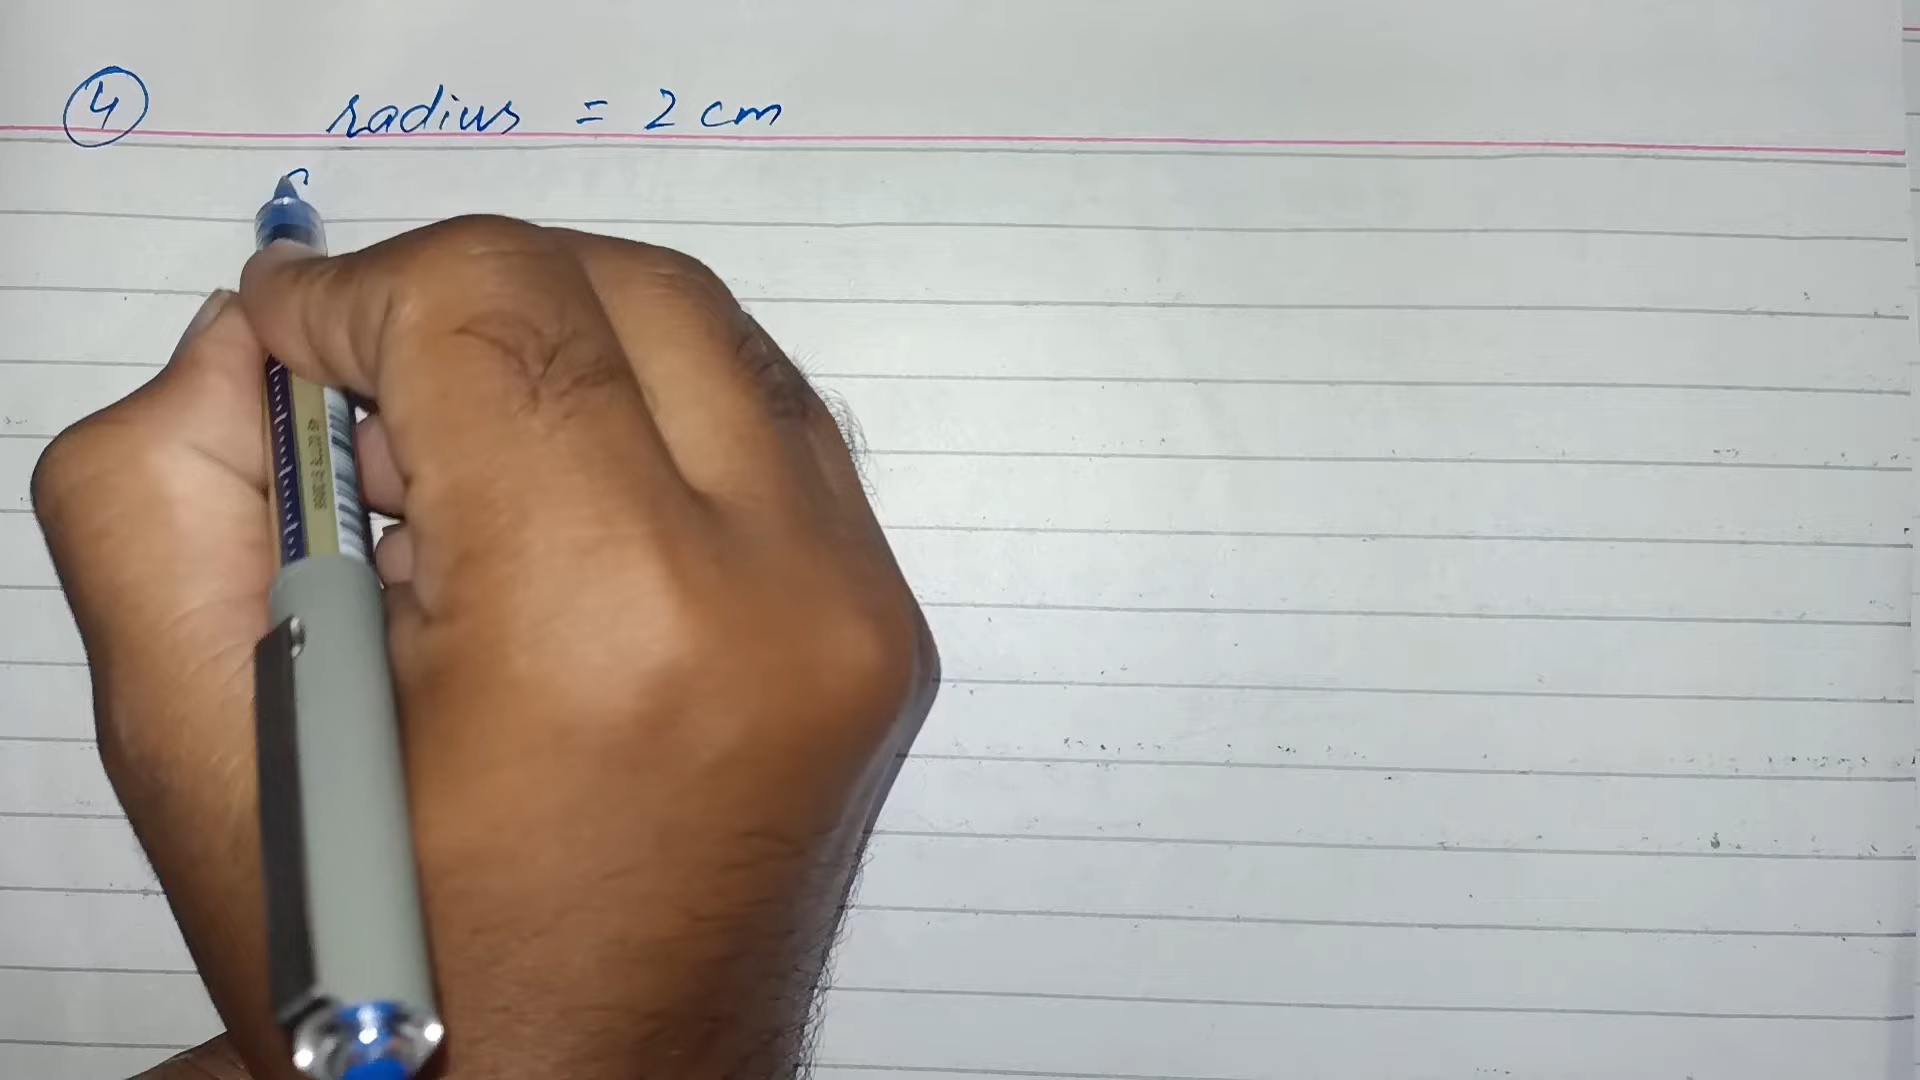 4 radius = 2 cm